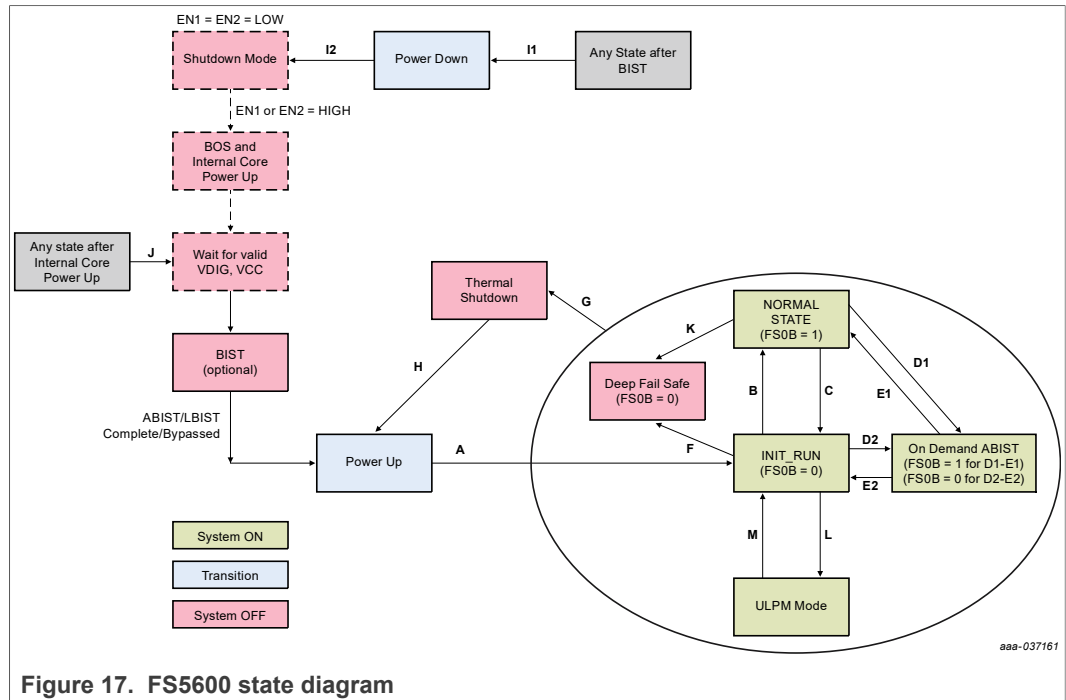 EN1 = EN2 = LOW
Shutdown Mode
I2
Power Down
I1
Any State after
BIST
EN1 or EN2 = HIGH
BOS and
Internal Core
Power Up
Any state after
Internal Core
Power Up
J
Wait for valid
VDIG, VCC
Thermal
Shutdown
G
NORMAL
STATE
(FS0B = 1)
K
D1
BIST
(optional)
H
Deep Fail Safe
(FS0B = 0)
B
C
E1
ABIST/LBIST
Complete/Bypassed
Power Up
A
F
INIT_RUN
(FS0B = 0)
D2
E2
On Demand ABIST
(FS0B = 1 for D1-E1)
(FS0B = 0 for D2-E2)
M
L
System ON
Transition
System OFF
ULPM Mode
aaa-037161
Figure 17. FS5600 state diagram